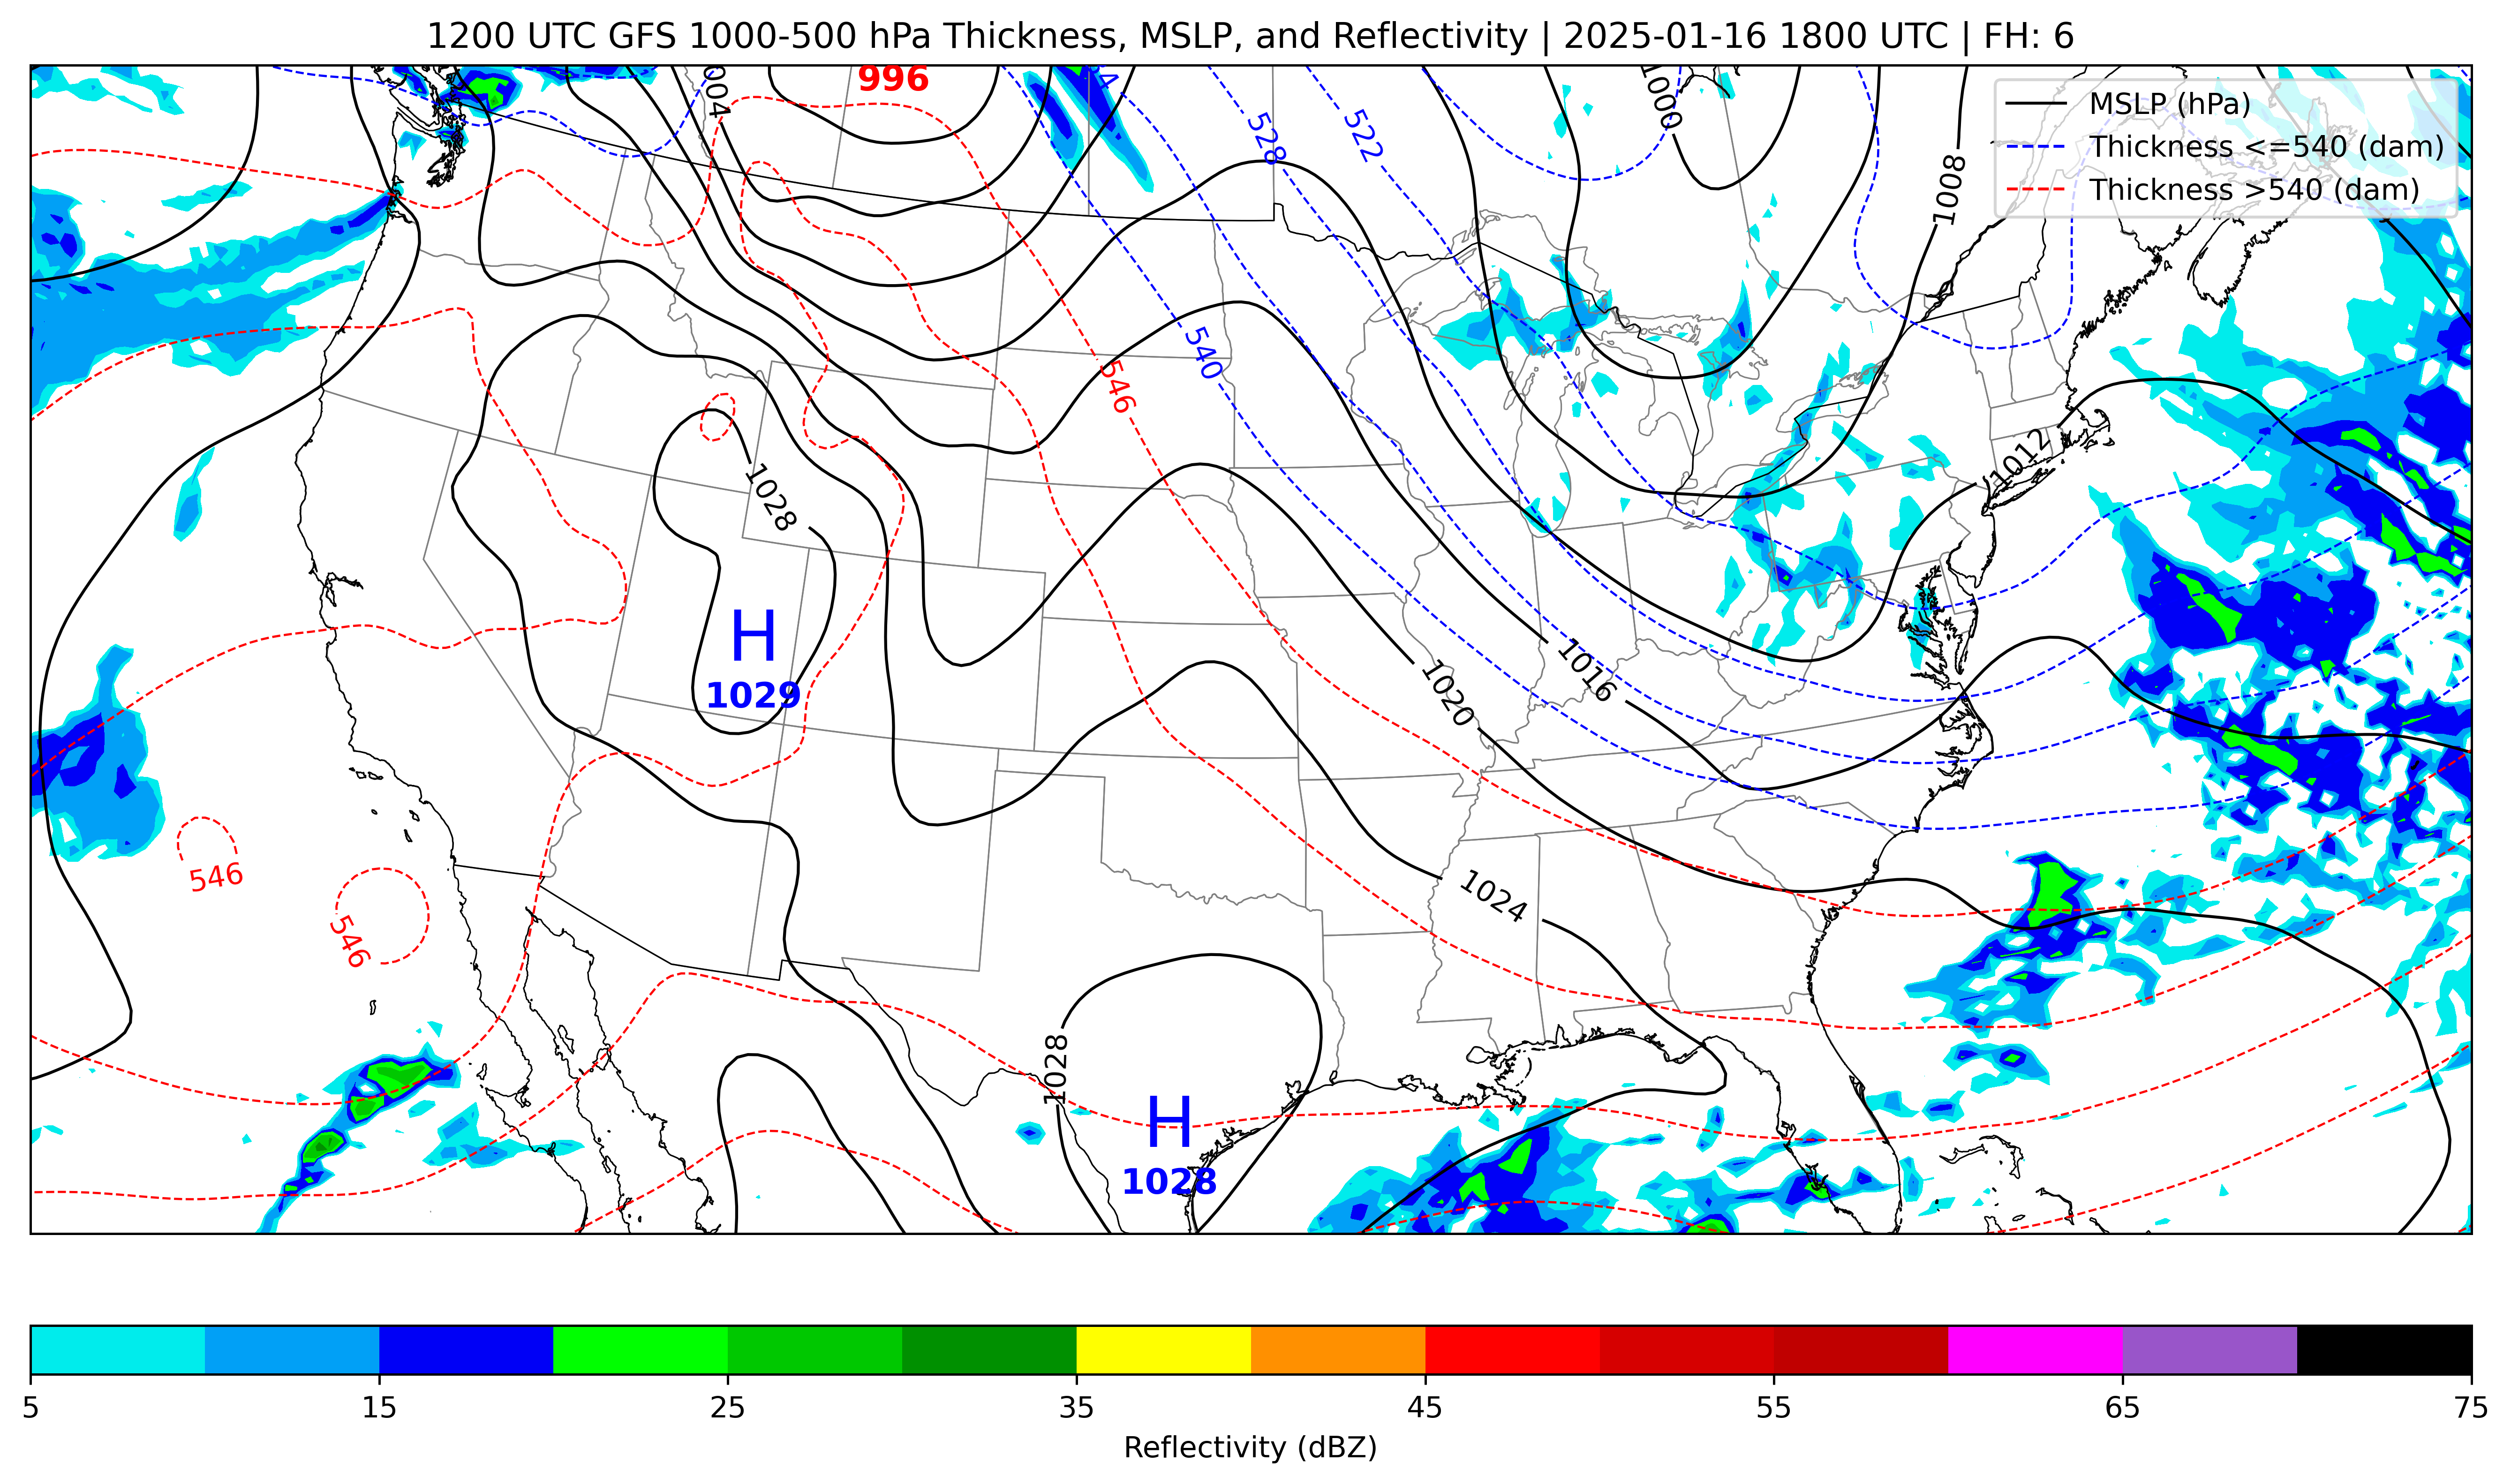 1200 UTC GFS 1000-500 hPa Thickness, MSLP, and Reflectivity | 2025-01-16 1800 UTC | FH: 6
996
1000
528
522
MSLP (hPa)
Thickness <=540 (dam)
Thickness >540 (dam)
1008
540
546
1012
1028
H
1029
1016
1020
546
1024
546
1028
H
1028
5 15 25 35 45 55 65 75
Reflectivity (dBZ)